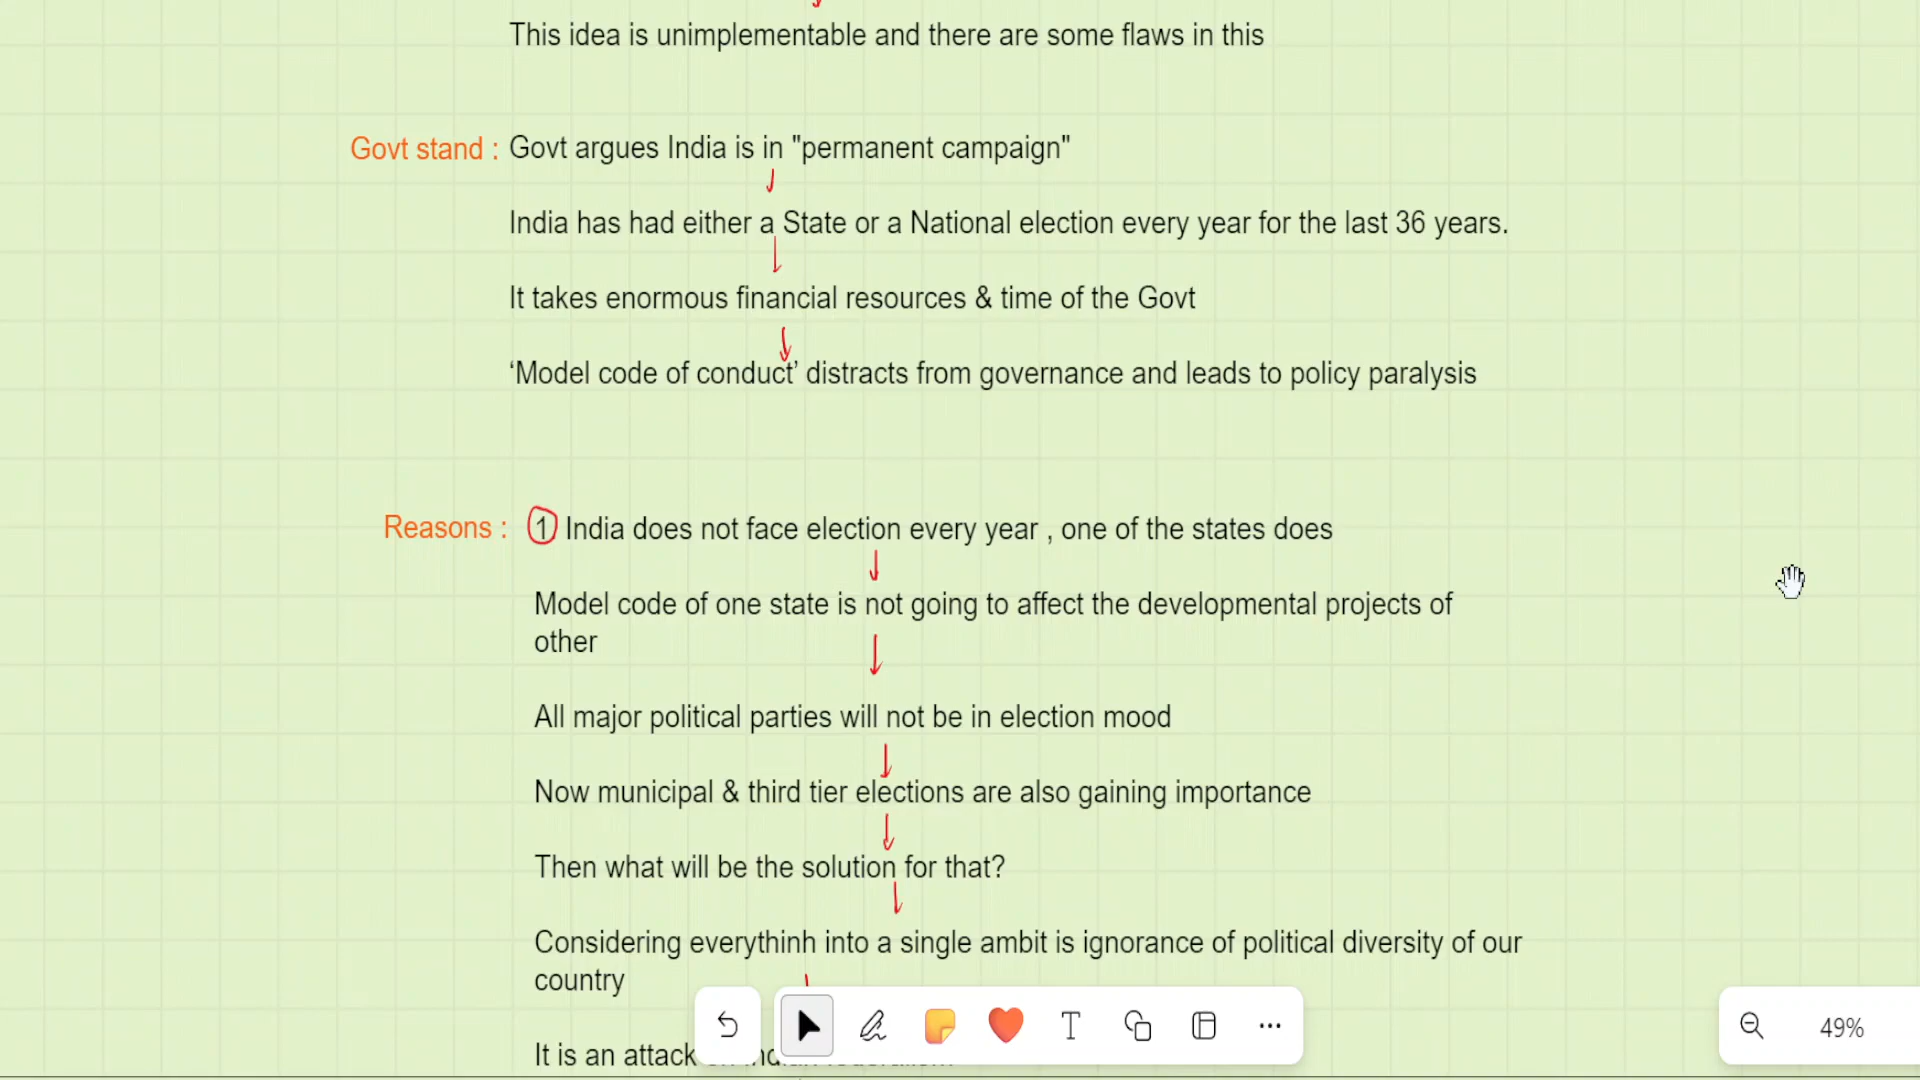 This idea is unimplementable and there are some flaws in this
Govt stand : Govt argues India is in "permanent campaign"
India has had either a State or a National election every year for the last 36 years.
It takes enormous financial resources & time of the Govt
‘Model code of conduct’ distracts from governance and leads to policy paralysis
Reasons : 1 India does not face election every year , one of the states does
Model code of one state is not going to affect the developmental projects of
other
All major political parties will not be in election mood
Now municipal & third tier elections are also gaining importance
Then what will be the solution for that?
Considering everythinh into a single ambit is ignorance of political diversity of our
country
It is an attack
49%